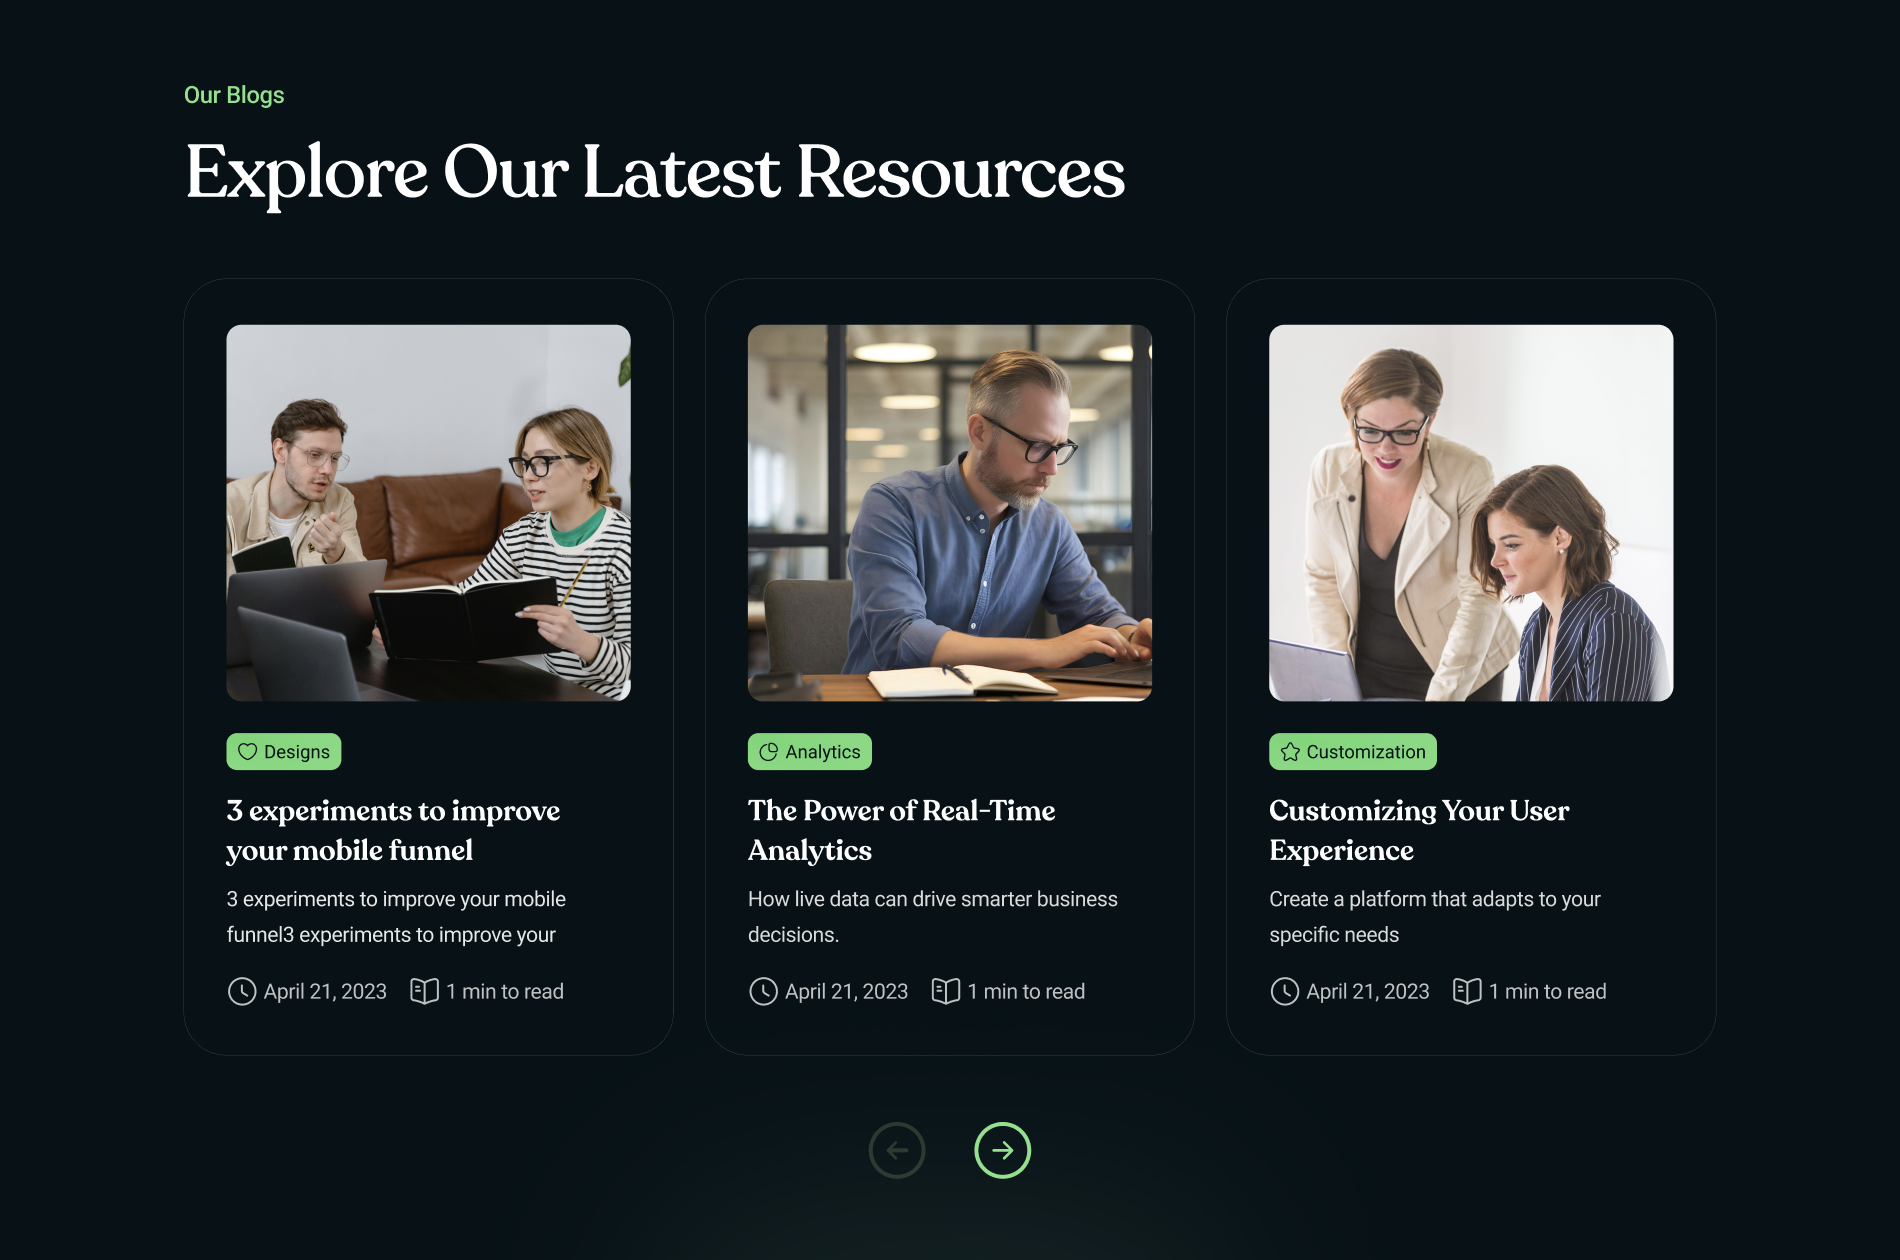 Our Blogs
Explore Our Latest Resources
Designs
3 experiments to improve
your mobile funnel
3 experiments to improve your mobile
funnel3 experiments to improve your
April 21, 2023 1 min to read
Analytics
The Power of Real-Time
Analytics
How live data can drive smarter business
decisions.
April 21, 2023 1 min to read
Customization
Customizing Your User
Experience
Create a platform that adapts to your
specific needs
April 21, 2023 1 min to read